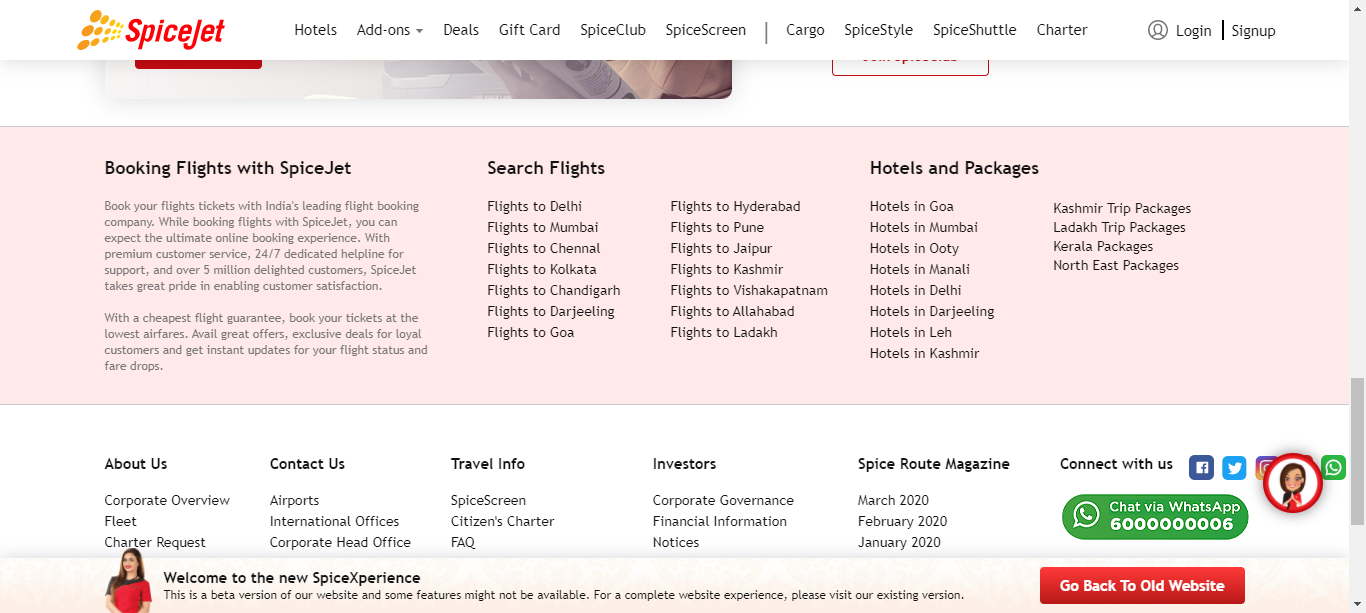 SpiceJet
Hotels Add-ons Deals Gift Card SpiceClub SpiceScreen | Cargo SpiceStyle SpiceShuttle Charter Login Signup
Join SpiceClub
Booking Flights with SpiceJet
Book your flights tickets with India's leading flight booking
company. While booking flights with SpiceJet, you can
expect the ultimate online booking experience. With
premium customer service, 24/7 dedicated helpline for
support, and over 5 million delighted customers, SpiceJet
takes great pride in enabling customer satisfaction.
With a cheapest flight guarantee, book your tickets at the
lowest airfares. Avail great offers, exclusive deals for loyal
customers and get instant updates for your flight status and
fare drops.
Search Flights
Flights to Delhi
Flights to Mumbai
Flights to Chennal
Flights to Kolkata
Flights to Chandigarh
Flights to Darjeeling
Flights to Goa
Flights to Hyderabad
Flights to Pune
Flights to Jaipur
Flights to Kashmir
Flights to Vishakapatnam
Flights to Allahabad
Flights to Ladakh
Hotels and Packages
Hotels in Goa
Hotels in Mumbai
Hotels in Ooty
Hotels in Manali
Hotels in Delhi
Hotels in Darjeeling
Hotels in Leh
Hotels in Kashmir
Kashmir Trip Packages
Ladakh Trip Packages
Kerala Packages
North East Packages
About Us
Corporate Overview
Fleet
Charter Request
Contact Us
Airports
International Offices
Corporate Head Office
Travel Info
SpiceScreen
Citizen's Charter
FAQ
Investors
Corporate Governance
Financial Information
Notices
Spice Route Magazine
March 2020
February 2020
January 2020
Connect with us
Chat via WhatsApp
6000000006
Welcome to the new SpiceXperience
This is a beta version of our website and some features might not be available. For a complete website experience, please visit our existing version.
Go Back To Old Website